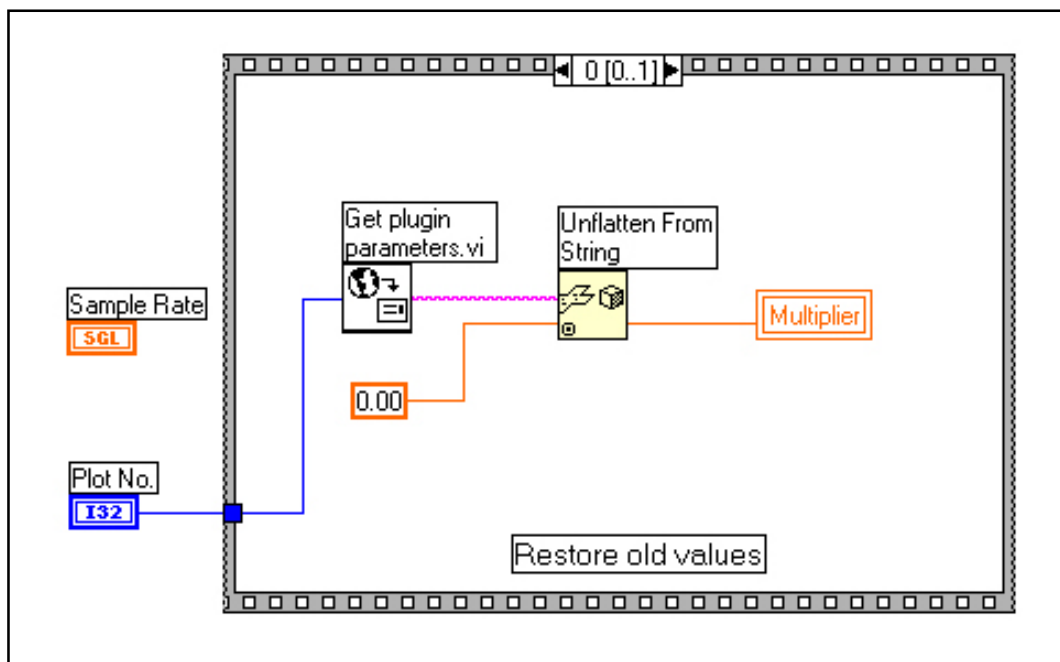 0 [0..1]
Get plugin
parameters.vi
Unflatten From
String
Sample Rate
SGL
Multiplier
0.00
Plot No.
I32
Restore old values